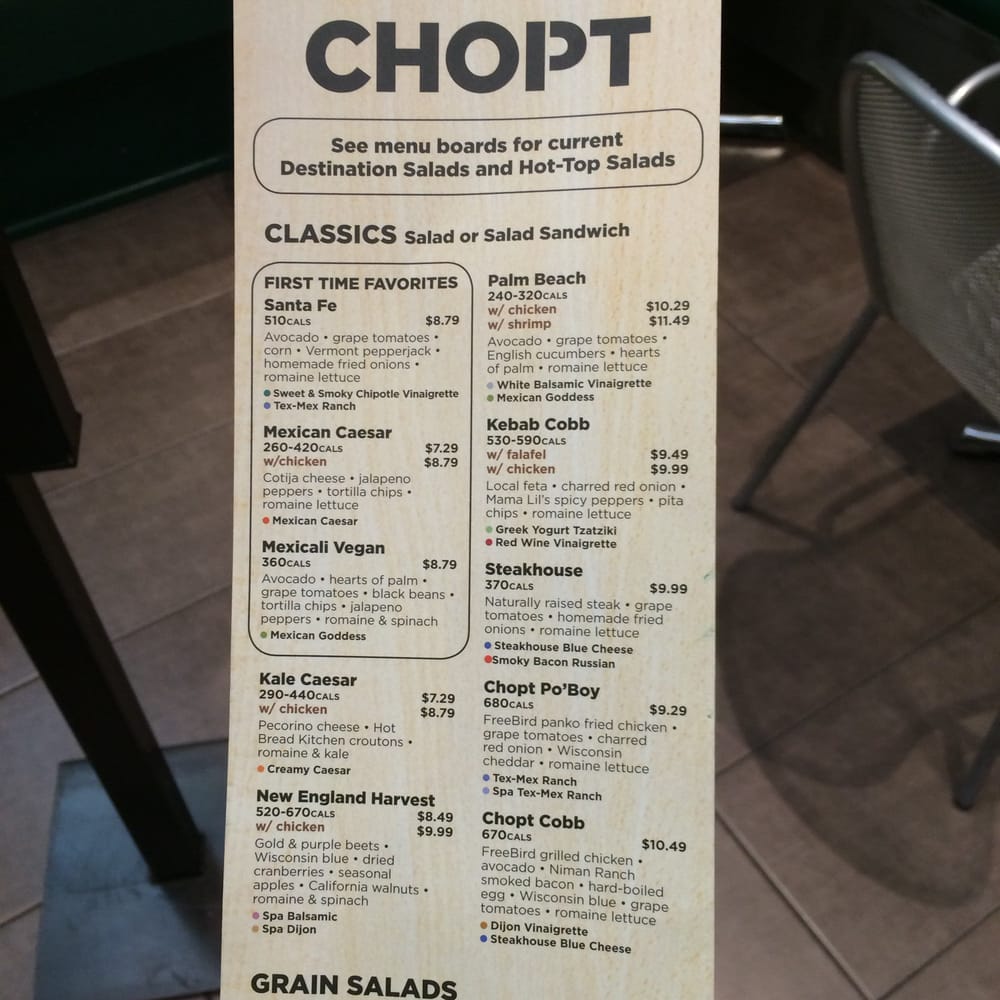 CHOPT
See menu boards for current
Destination Salads and Hot-Top Salads
CLASSICS Salad or Salad Sandwich
FIRST TIME FAVORITES
Santa Fe
510CALS $8.79
Avocado • grape tomatoes •
corn • Vermont pepperjack •
homemade fried onions •
romaine lettuce
• Sweet & Smoky Chipotle Vinaigrette
• Tex-Mex Ranch
Mexican Caesar
260-420CALS $7.29
w/chicken $8.79
Cotija cheese • jalapeno
peppers • tortilla chips •
romaine lettuce
• Mexican Caesar
Mexicali Vegan
360CALS $8.79
Avocado • hearts of palm •
grape tomatoes • black beans •
tortilla chips • jalapeno
peppers • romaine & spinach
• Mexican Goddess
Kale Caesar
290-440CALS $7.29
w/ chicken $8.79
Pecorino cheese • Hot
Bread Kitchen croutons •
romaine & kale
• Creamy Caesar
New England Harvest
520-670CALS $8.49
w/ chicken $9.99
Gold & purple beets •
Wisconsin blue • dried
cranberries • seasonal
apples • California walnuts •
romaine & spinach
• Spa Balsamic
• Spa Dijon
Palm Beach
240-320CALS
w/ chicken $10.29
w/ shrimp $11.49
Avocado • grape tomatoes •
English cucumbers • hearts
of palm • romaine lettuce
• White Balsamic Vinaigrette
• Mexican Goddess
Kebab Cobb
530-590CALS
w/ falafel $9.49
w/ chicken $9.99
Local feta • charred red onion •
Mama Lil's spicy peppers • pita
chips • romaine lettuce
• Greek Yogurt Tzatziki
• Red Wine Vinaigrette
Steakhouse
370CALS $9.99
Naturally raised steak • grape
tomatoes • homemade fried
onions • romaine lettuce
• Steakhouse Blue Cheese
• Smoky Bacon Russian
Chopt Po'Boy
680CALS $9.29
FreeBird panko fried chicken •
grape tomatoes • charred
red onion • Wisconsin
cheddar • romaine lettuce
• Tex-Mex Ranch
• Spa Tex-Mex Ranch
Chopt Cobb
670CALS $10.49
FreeBird grilled chicken •
avocado • Niman Ranch
smoked bacon • hard-boiled
egg • Wisconsin blue • grape
tomatoes • romaine lettuce
• Dijon Vinaigrette
• Steakhouse Blue Cheese
GRAIN SALADS